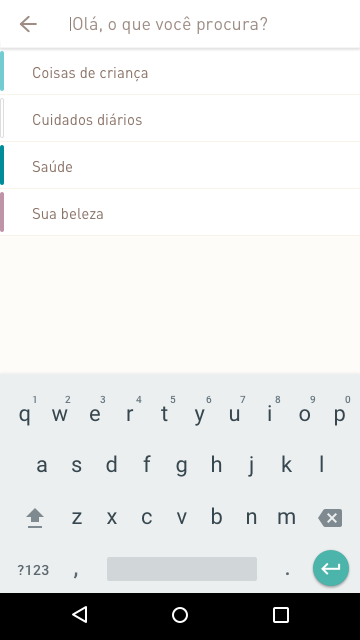 Olá, o que você procura?
Coisas de criança
Cuidados diários
Saúde
Sua beleza
1 2 3 4 5 6 7 8 9 0
q w e r t y u i o p
a s d f g h j k l
z x c v b n m
?123 , .